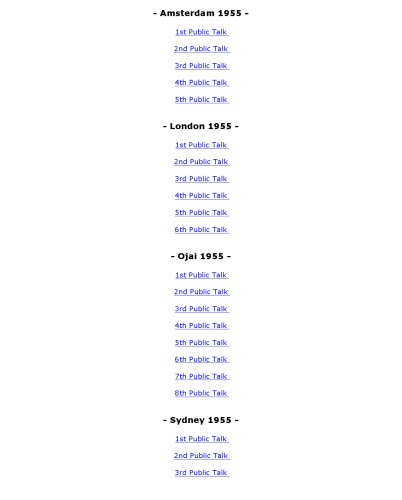 - Amsterdam 1955 -
1st Public Talk
2nd Public Talk
3rd Public Talk
4th Public Talk
5th Public Talk
- London 1955 -
1st Public Talk
2nd Public Talk
3rd Public Talk
4th Public Talk
5th Public Talk
6th Public Talk
- Ojai 1955 -
1st Public Talk
2nd Public Talk
3rd Public Talk
4th Public Talk
5th Public Talk
6th Public Talk
7th Public Talk
8th Public Talk
- Sydney 1955 -
1st Public Talk
2nd Public Talk
3rd Public Talk